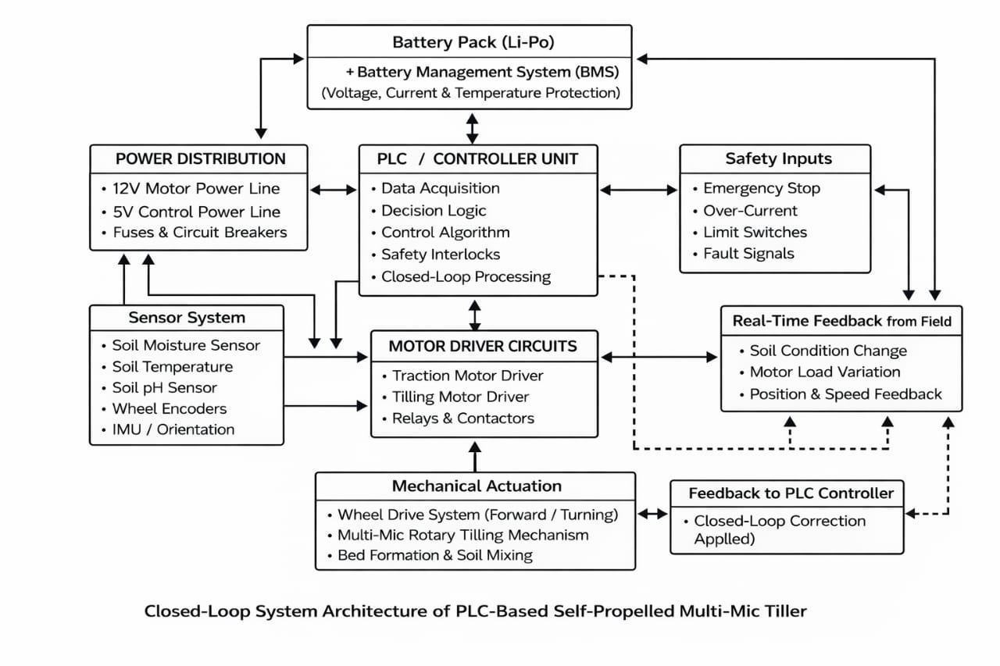 Battery Pack (Li-Po)
+ Battery Management System (BMS)
(Voltage, Current & Temperature Protection)
POWER DISTRIBUTION
• 12V Motor Power Line
• 5V Control Power Line
• Fuses & Circuit Breakers
PLC / CONTROLLER UNIT
• Data Acquisition
• Decision Logic
• Control Algorithm
• Safety Interlocks
• Closed-Loop Processing
Safety Inputs
• Emergency Stop
• Over-Current
• Limit Switches
• Fault Signals
Sensor System
• Soil Moisture Sensor
• Soil Temperature
• Soil pH Sensor
• Wheel Encoders
• IMU / Orientation
MOTOR DRIVER CIRCUITS
• Traction Motor Driver
• Tilling Motor Driver
• Relays & Contactors
Real-Time Feedback from Field
• Soil Condition Change
• Motor Load Variation
• Position & Speed Feedback
Mechanical Actuation
• Wheel Drive System (Forward / Turning)
• Multi-Mic Rotary Tilling Mechanism
• Bed Formation & Soil Mixing
Feedback to PLC Controller
• Closed-Loop Correction
Applled)
Closed-Loop System Architecture of PLC-Based Self-Propelled Multi-Mic Tiller